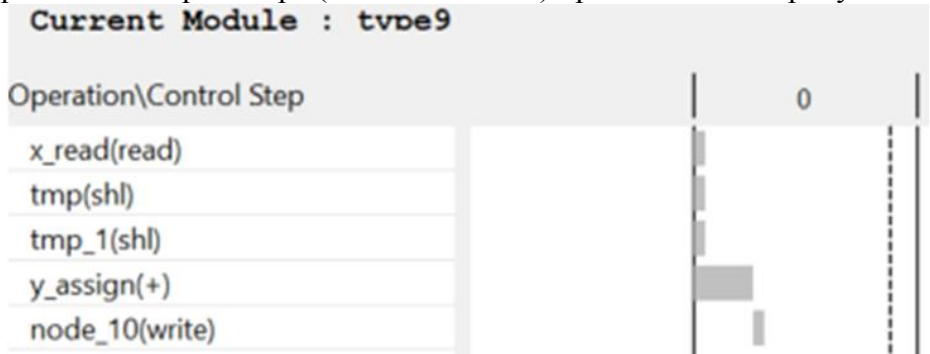 Current Module : type9
Operation\Control Step 0
x_read(read)
tmp(shl)
tmp_1(shl)
y_assign(+)
node_10(write)